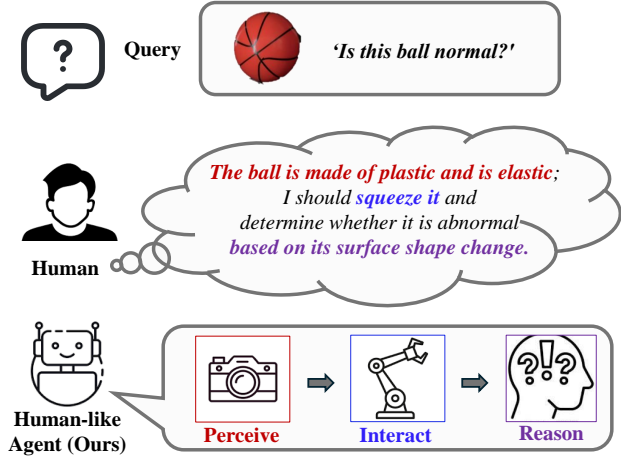 Query
'Is this ball normal?'
The ball is made of plastic and is elastic;
I should squeeze it and
determine whether it is abnormal
based on its surface shape change.
Human
Human-like
Agent (Ours)
Perceive
Interact
Reason